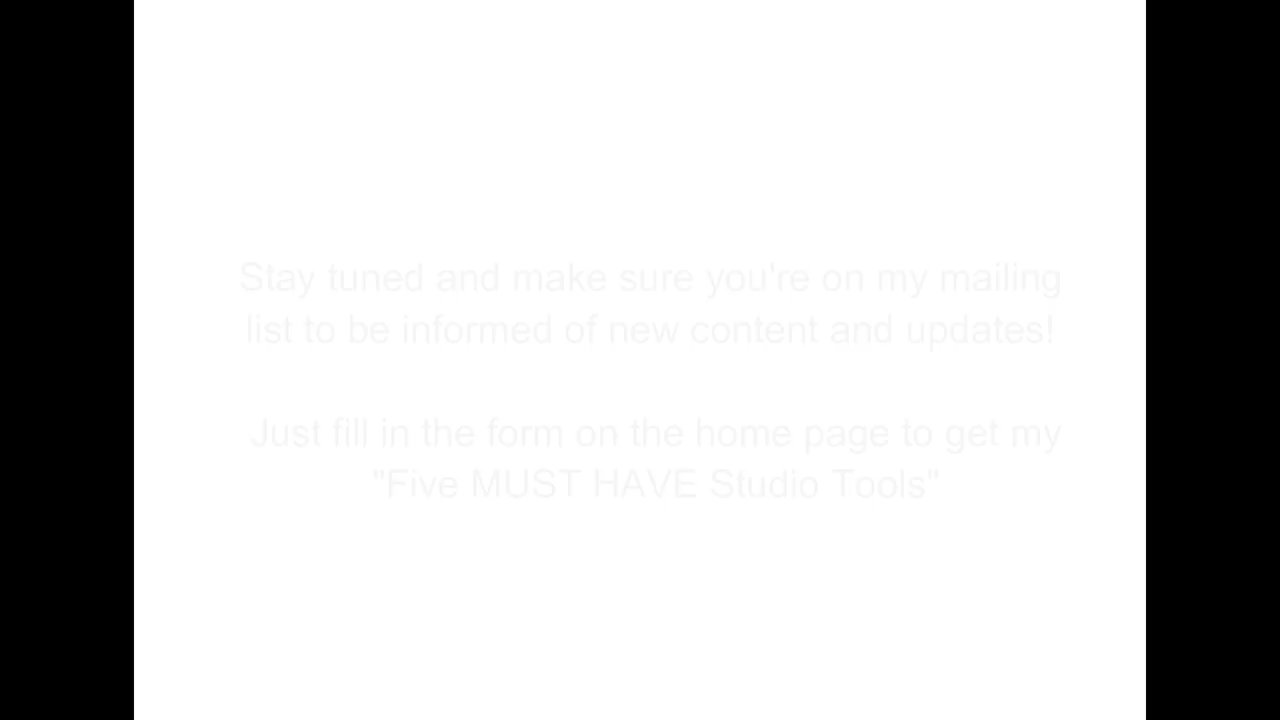 Stay tuned and make sure you're on my mailing
list to be informed of new content and updates!
Just fill in the form on the home page to get my
"Five MUST HAVE Studio Tools"